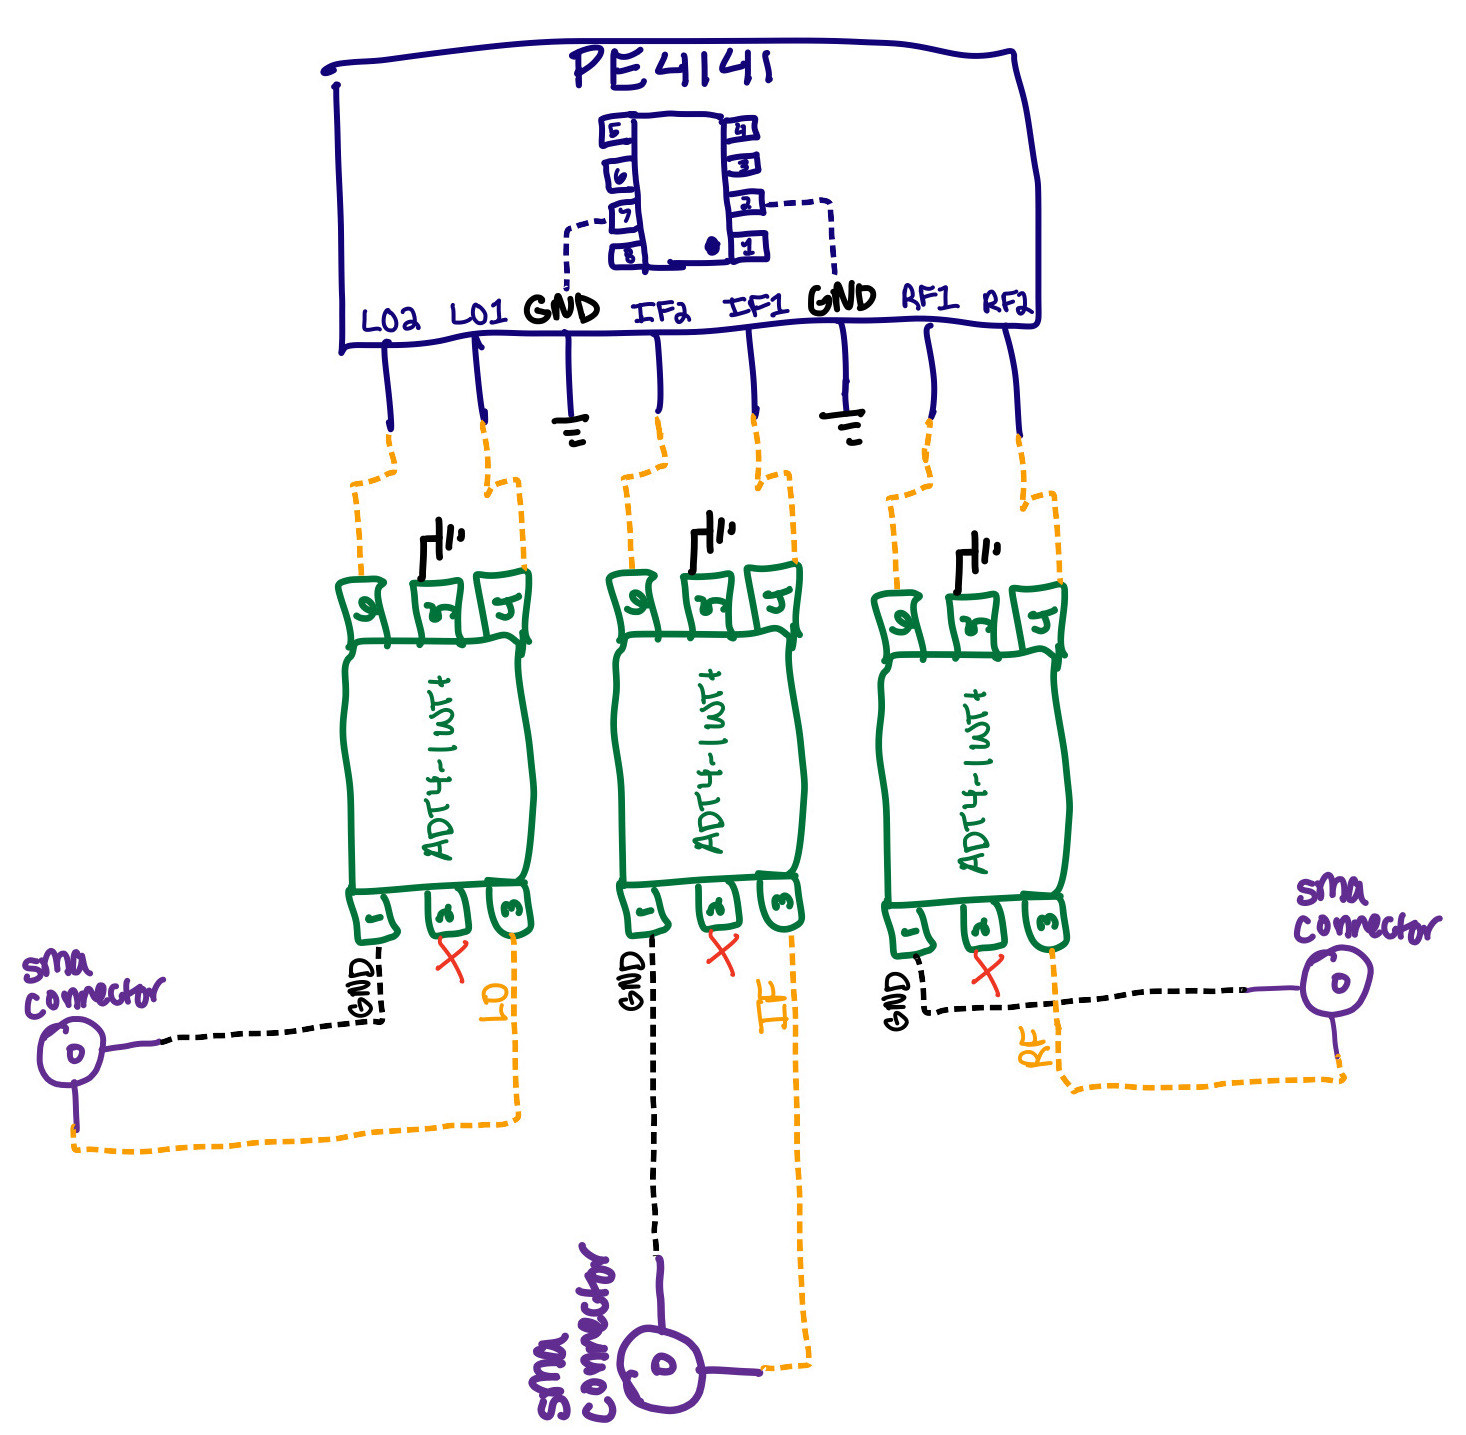 PE4141
5 4
6 3
7 2
8 1
LO2 LO1 GND IF2 IF1 GND RF1 RF2
6 5 4
6 5 4
6 5 4
ADT4-1WT+
ADT4-1WT+
ADT4-1WT+
1 2 3
1 2 3
1 2 3
sma
connector
GND
LO
GND
IF
GND
RF
sma
connector
sma
connector